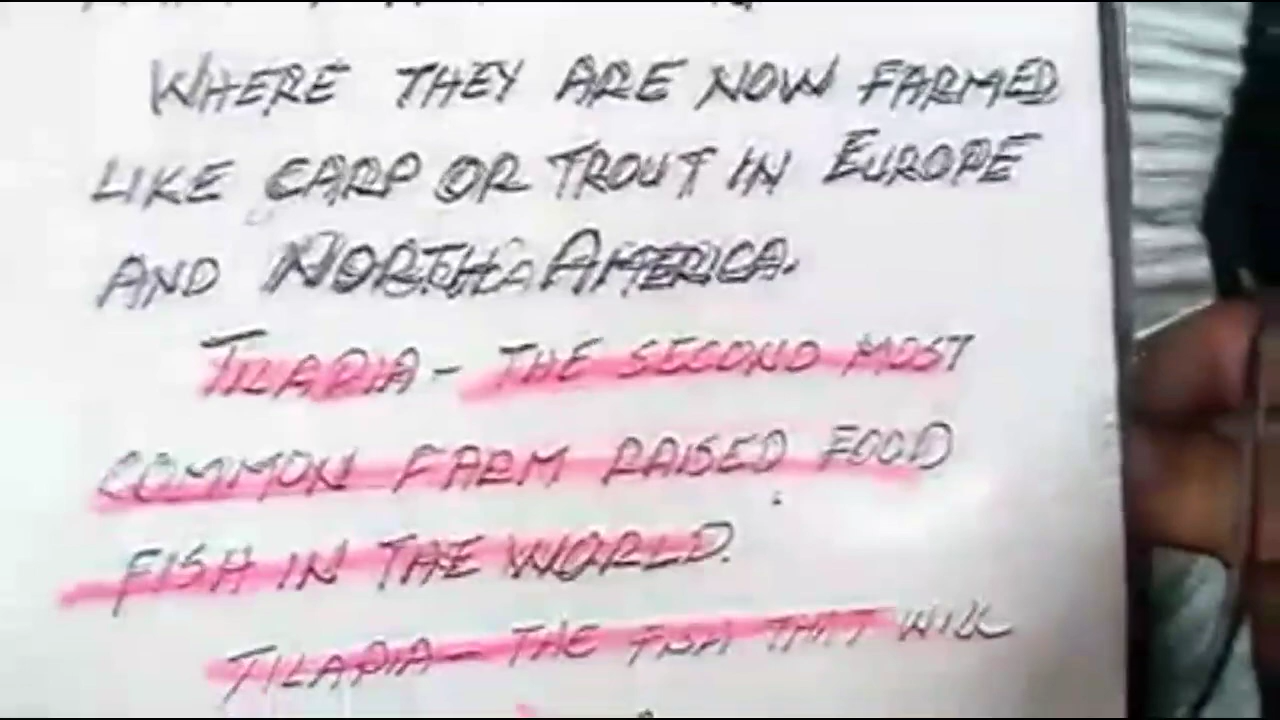 WHERE THEY ARE NOW FARMED
LIKE CARP OR TROUT IN EUROPE
AND NORTH AMERICA.
TILAPIA - THE SECOND MOST
COMMON FARM RAISED FOOD
FISH IN THE WORLD.
TILAPIA - THE FISH THAT WILL